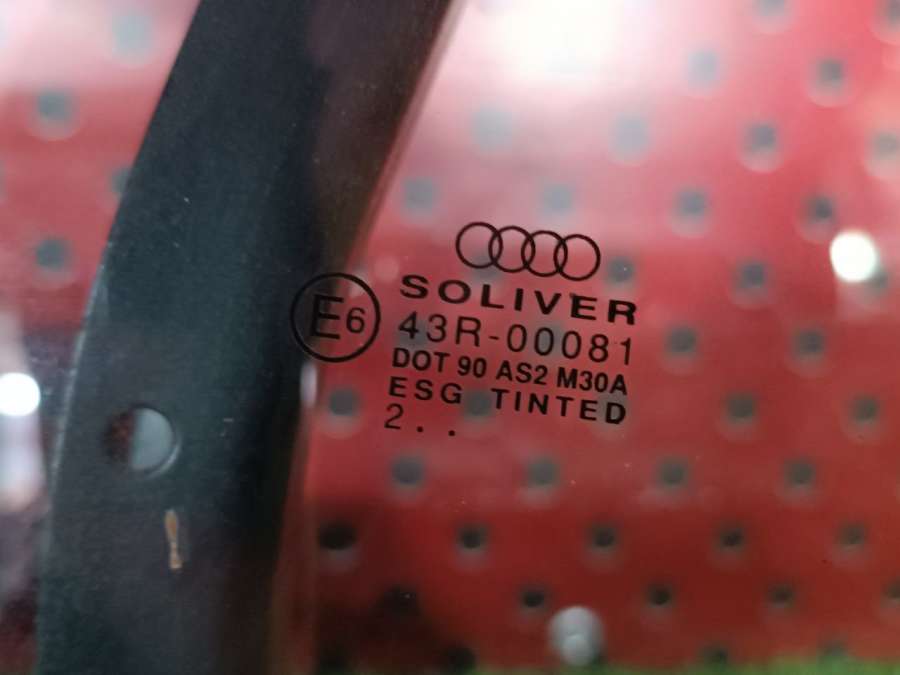 SOLIVER
E6
43R-00081
DOT 90 AS2 M30A
ESG TINTED
2..